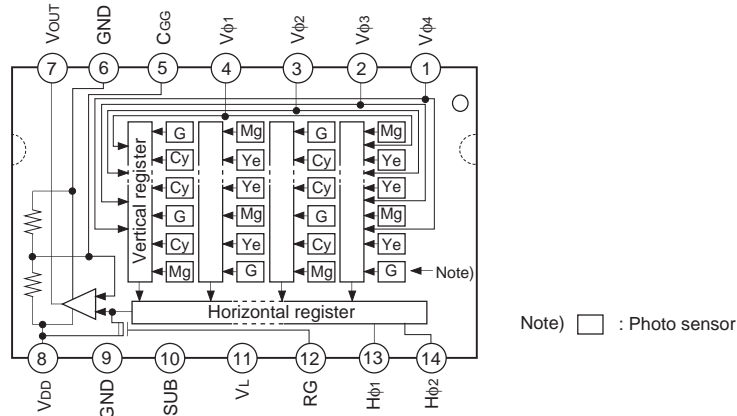 VOUT GND CGG Vϕ1 Vϕ2 Vϕ3 Vϕ4
7 6 5 4 3 2 1
Vertical register
G Mg G Mg
Cy Ye Cy Ye
Cy Ye Cy Ye
G Mg G Mg
Cy Ye Cy Ye
Mg G Mg G Note)
Horizontal register
Note) : Photo sensor
8 9 10 11 12 13 14
VDD GND SUB VL RG Hϕ1 Hϕ2